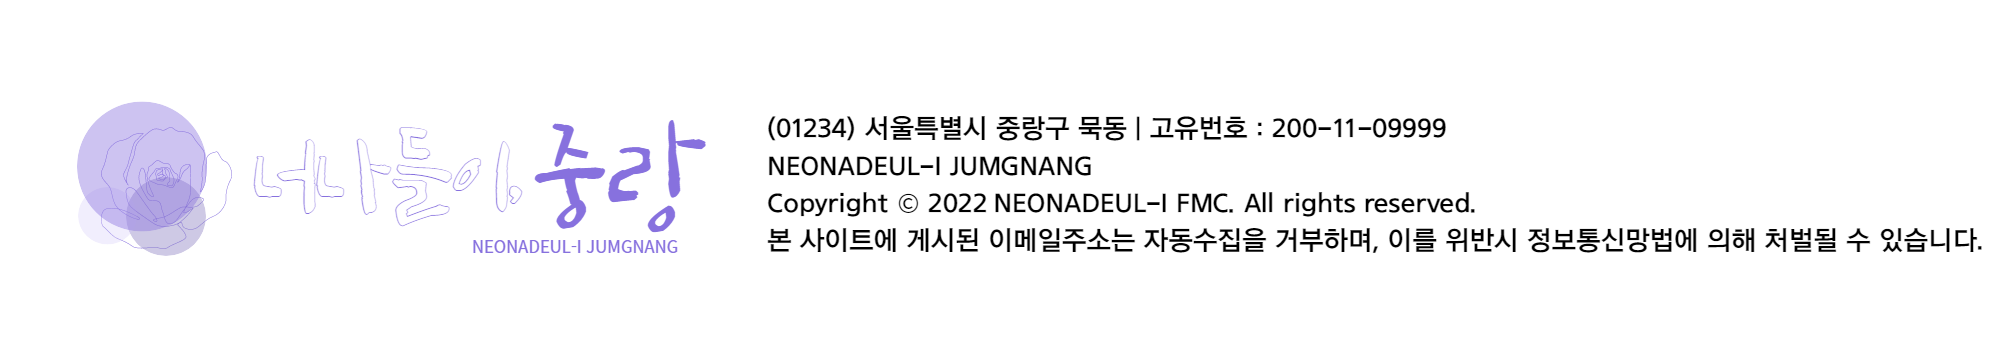 너나들이, 중랑
NEONADEUL-I JUMGNANG
(01234) 서울특별시 중랑구 묵동 | 고유번호 : 200-11-09999
NEONADEUL-I JUMGNANG
Copyright © 2022 NEONADEUL-I FMC. All rights reserved.
본 사이트에 게시된 이메일주소는 자동수집을 거부하며, 이를 위반시 정보통신망법에 의해 처벌될 수 있습니다.